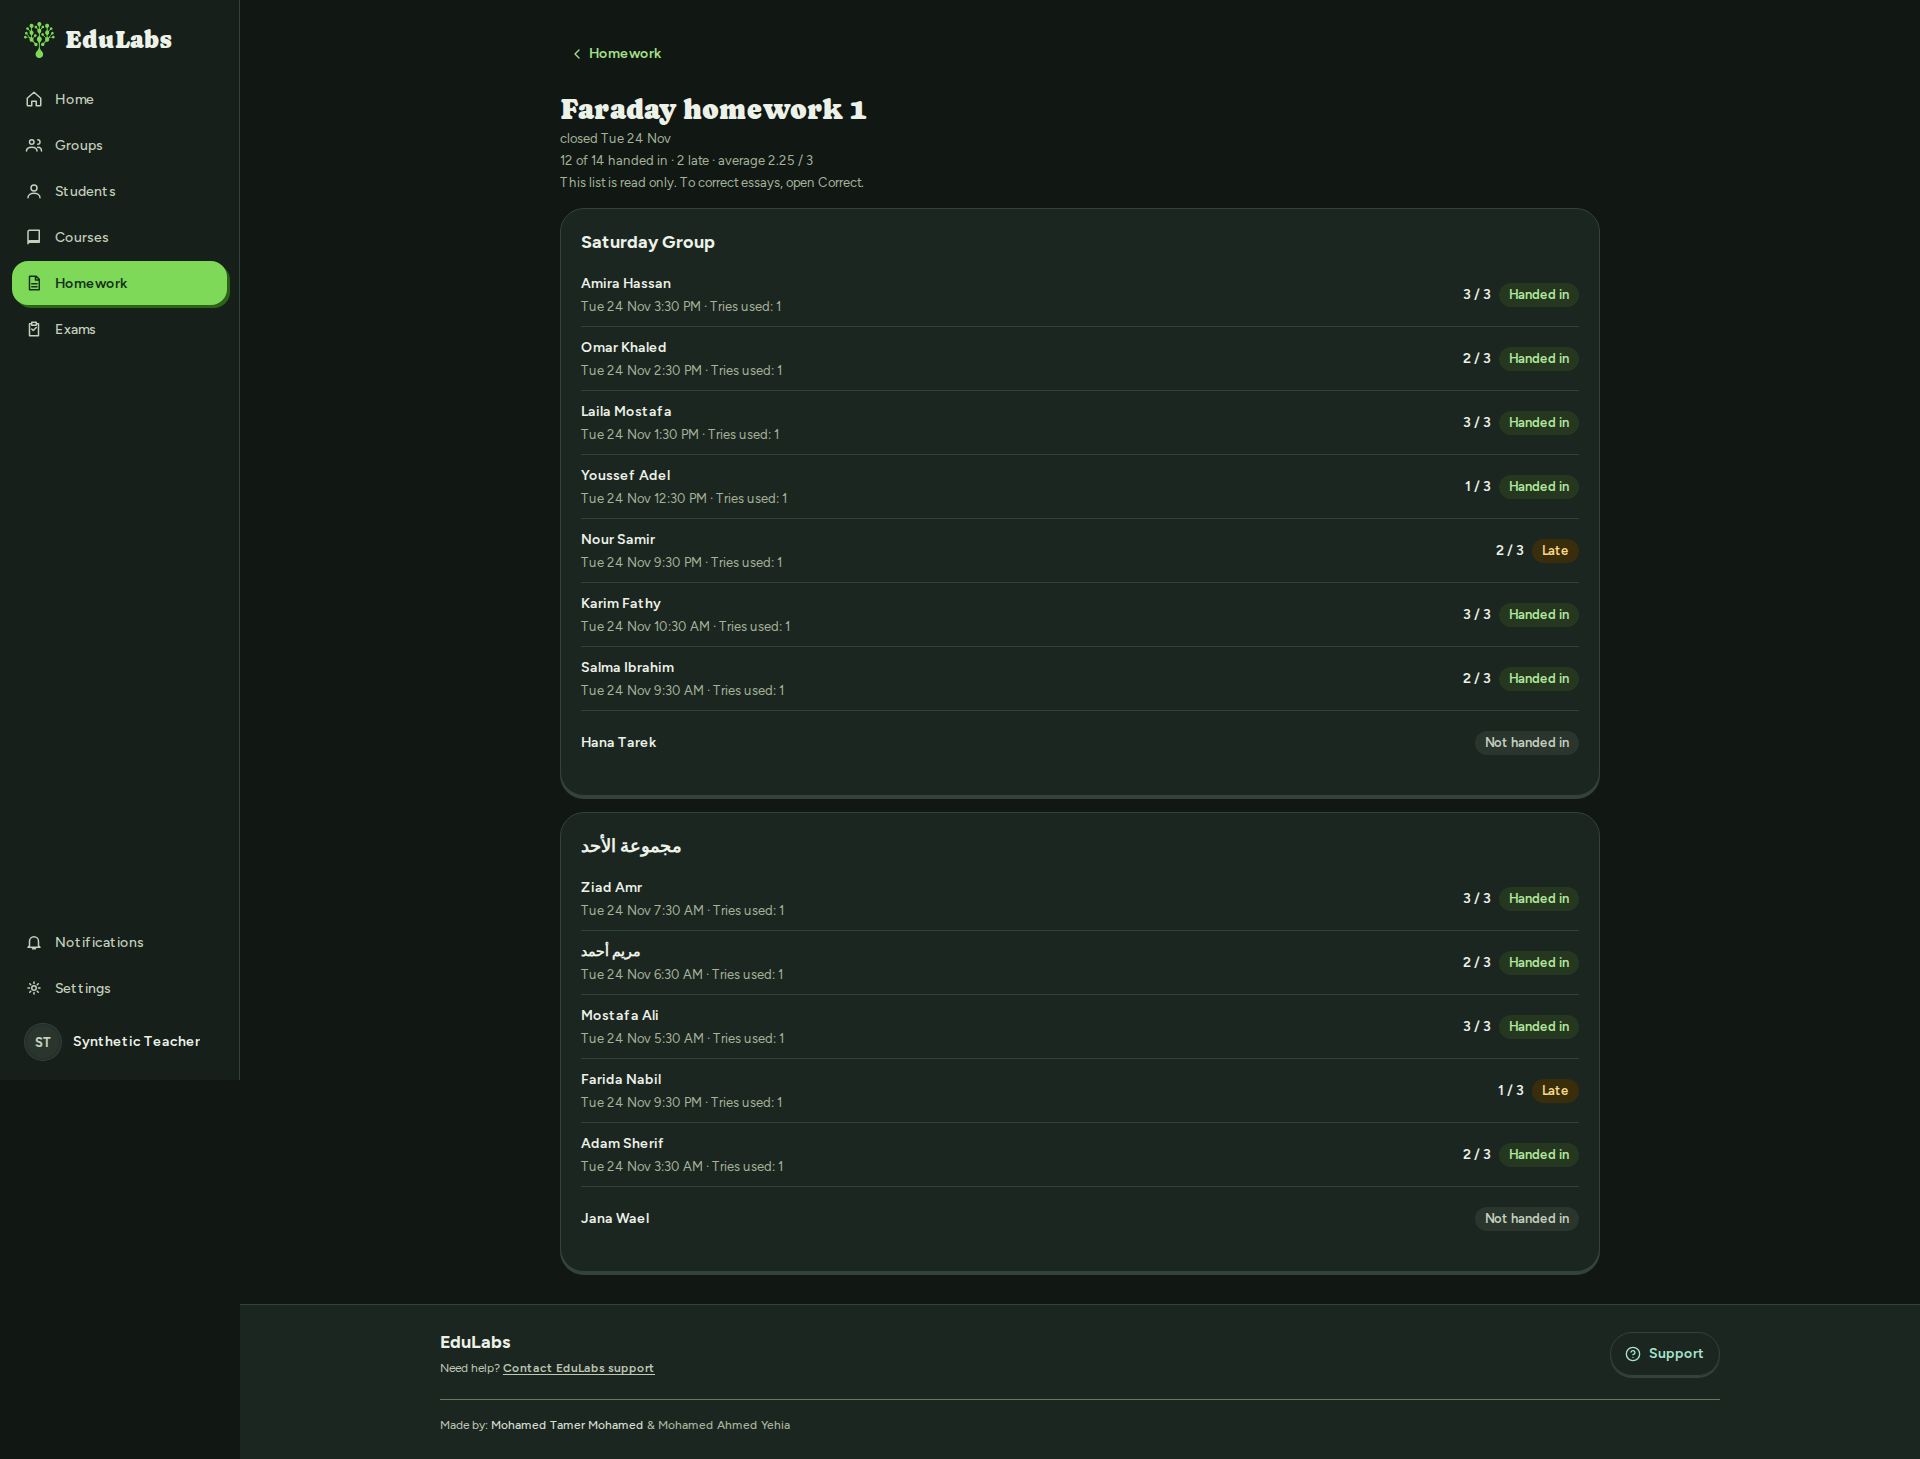 EduLabs
Home
Groups
Students
Courses
Homework
Exams
Notifications
Settings
ST Synthetic Teacher
Homework
Faraday homework 1
closed Tue 24 Nov
12 of 14 handed in · 2 late · average 2.25 / 3
This list is read only. To correct essays, open Correct.
Saturday Group
Amira Hassan
Tue 24 Nov 3:30 PM · Tries used: 1
3 / 3 Handed in
Omar Khaled
Tue 24 Nov 2:30 PM · Tries used: 1
2 / 3 Handed in
Laila Mostafa
Tue 24 Nov 1:30 PM · Tries used: 1
3 / 3 Handed in
Youssef Adel
Tue 24 Nov 12:30 PM · Tries used: 1
1 / 3 Handed in
Nour Samir
Tue 24 Nov 9:30 PM · Tries used: 1
2 / 3 Late
Karim Fathy
Tue 24 Nov 10:30 AM · Tries used: 1
3 / 3 Handed in
Salma Ibrahim
Tue 24 Nov 9:30 AM · Tries used: 1
2 / 3 Handed in
Hana Tarek
Not handed in
مجموعة الأحد
Ziad Amr
Tue 24 Nov 7:30 AM · Tries used: 1
3 / 3 Handed in
مريم أحمد
Tue 24 Nov 6:30 AM · Tries used: 1
2 / 3 Handed in
Mostafa Ali
Tue 24 Nov 5:30 AM · Tries used: 1
3 / 3 Handed in
Farida Nabil
Tue 24 Nov 9:30 PM · Tries used: 1
1 / 3 Late
Adam Sherif
Tue 24 Nov 3:30 AM · Tries used: 1
2 / 3 Handed in
Jana Wael
Not handed in
EduLabs
Need help? Contact EduLabs support
Support
Made by: Mohamed Tamer Mohamed & Mohamed Ahmed Yehia